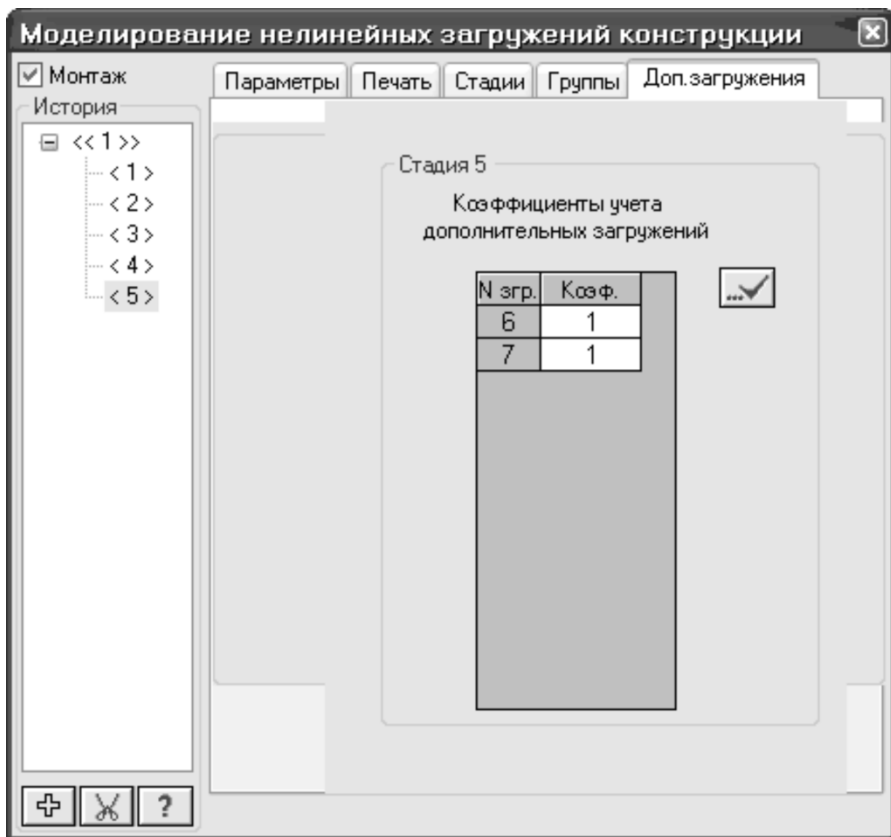 Моделирование нелинейных загружений конструкции
Монтаж
История
<< 1 >>
< 1 >
< 2 >
< 3 >
< 4 >
< 5 >
Параметры Печать Стадии Группы Доп.загружения
Стадия 5
Коэффициенты учета
дополнительных загружений
N згр. Коэф.
6 1
7 1
...
?